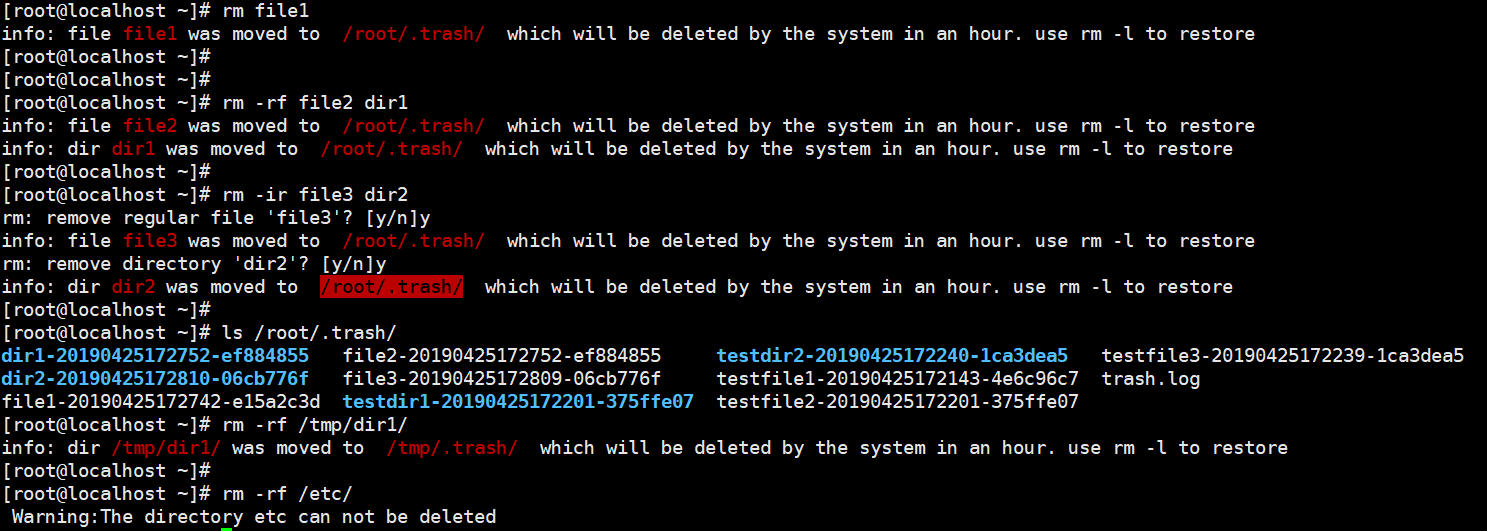 [root@localhost ~]# rm file1
info: file file1 was moved to  /root/.trash/  which will be deleted by the system in an hour. use rm -l to restore
[root@localhost ~]#
[root@localhost ~]#
[root@localhost ~]# rm -rf file2 dir1
info: file file2 was moved to  /root/.trash/  which will be deleted by the system in an hour. use rm -l to restore
info: dir dir1 was moved to  /root/.trash/  which will be deleted by the system in an hour. use rm -l to restore
[root@localhost ~]#
[root@localhost ~]# rm -ir file3 dir2
rm: remove regular file 'file3'? [y/n]y
info: file file3 was moved to  /root/.trash/  which will be deleted by the system in an hour. use rm -l to restore
rm: remove directory 'dir2'? [y/n]y
info: dir dir2 was moved to  /root/.trash/  which will be deleted by the system in an hour. use rm -l to restore
[root@localhost ~]#
[root@localhost ~]# ls /root/.trash/
dir1-20190425172752-ef884855   file2-20190425172752-ef884855     testdir2-20190425172240-1ca3dea5   testfile3-20190425172239-1ca3dea5
dir2-20190425172810-06cb776f   file3-20190425172809-06cb776f     testfile1-20190425172143-4e6c96c7  trash.log
file1-20190425172742-e15a2c3d  testdir1-20190425172201-375ffe07  testfile2-20190425172201-375ffe07
[root@localhost ~]# rm -rf /tmp/dir1/
info: dir /tmp/dir1/ was moved to  /tmp/.trash/  which will be deleted by the system in an hour. use rm -l to restore
[root@localhost ~]#
[root@localhost ~]# rm -rf /etc/
 Warning:The directory etc can not be deleted